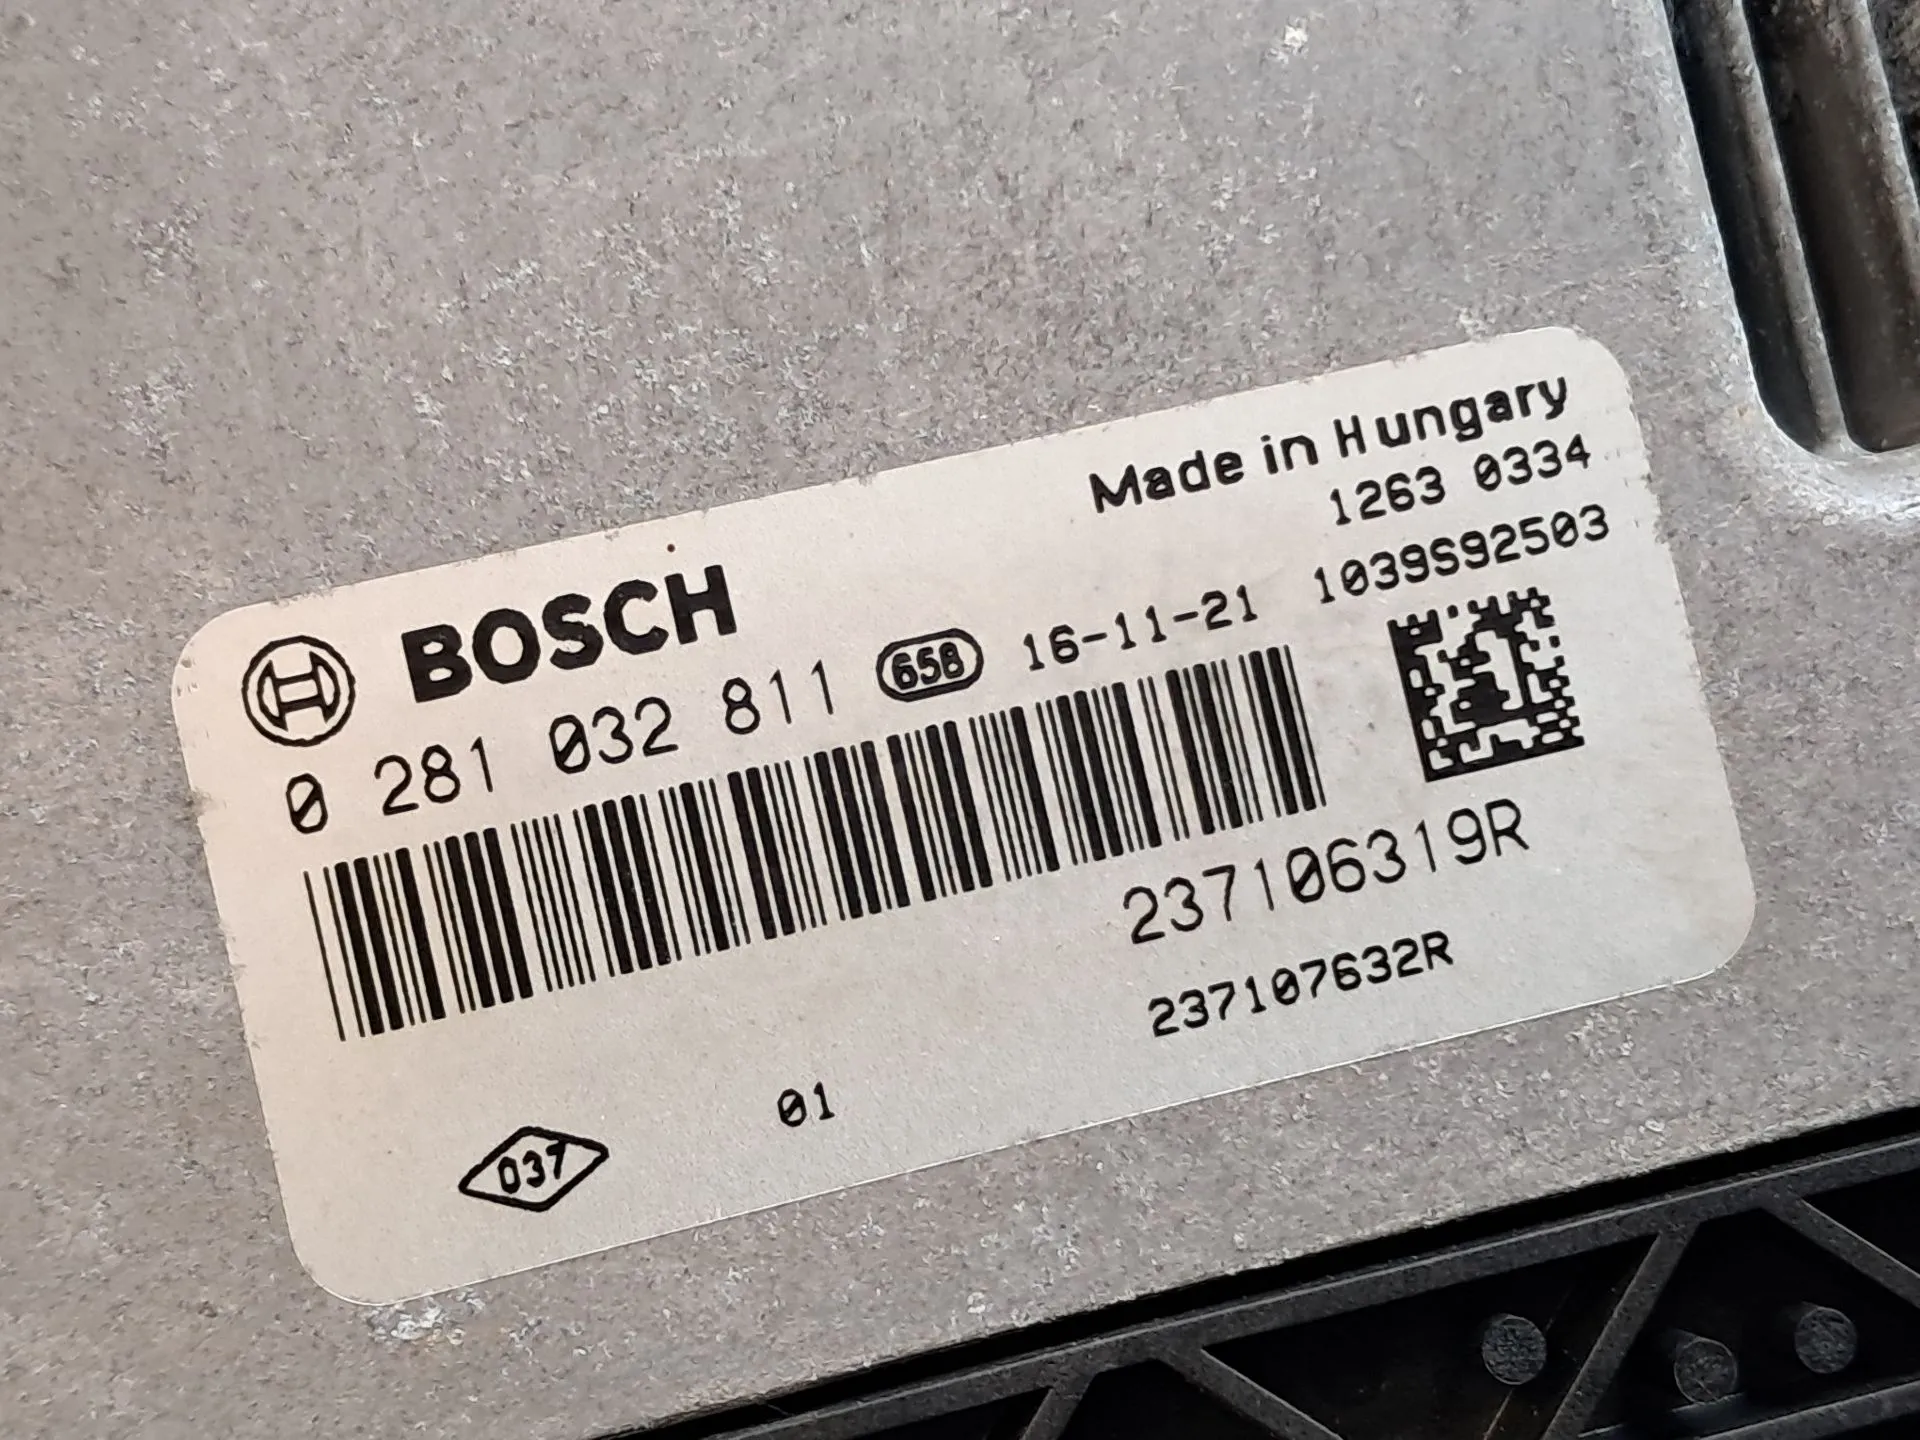 Made in Hungary
1263 0334
1039S92503
BOSCH
0 281 032 811 658 16-11-21
237106319R
237107632R
01
037